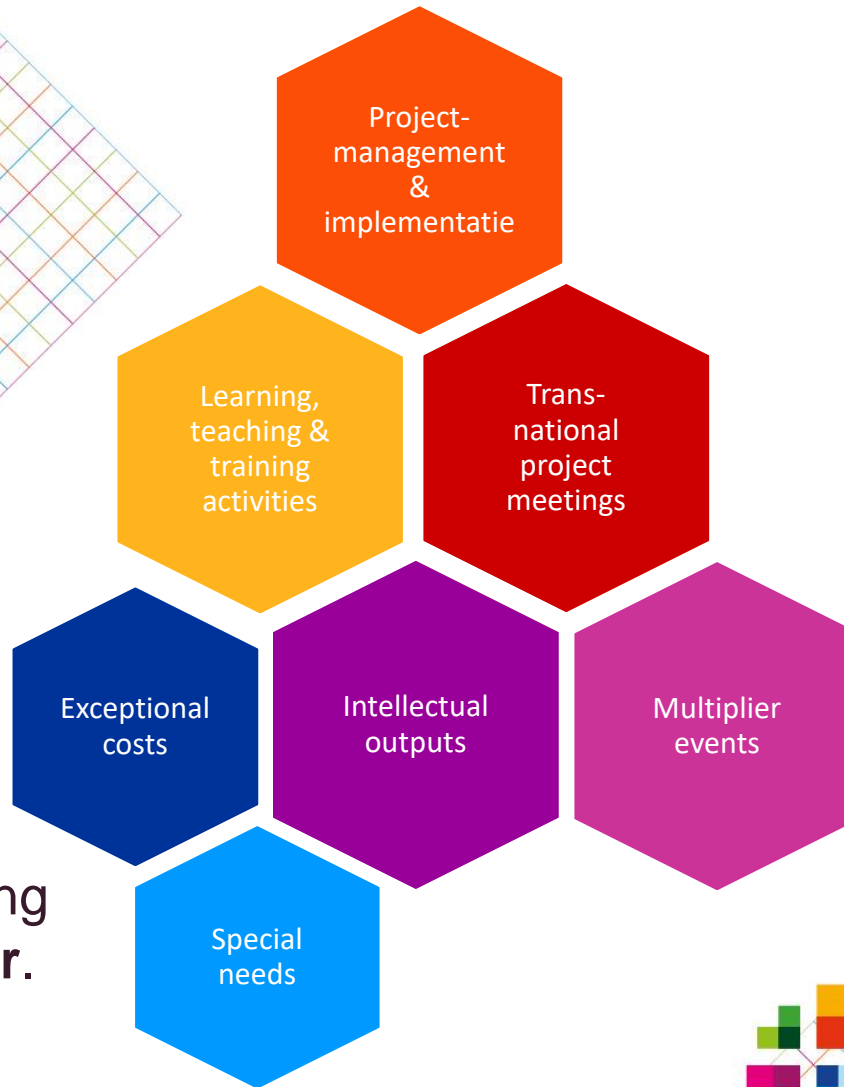 Project-
management
&
implementatie
Learning,
teaching &
training
activities
Trans-
national
project
meetings
Exceptional
costs
Intellectual
outputs
Multiplier
events
ng
r.
Special
needs